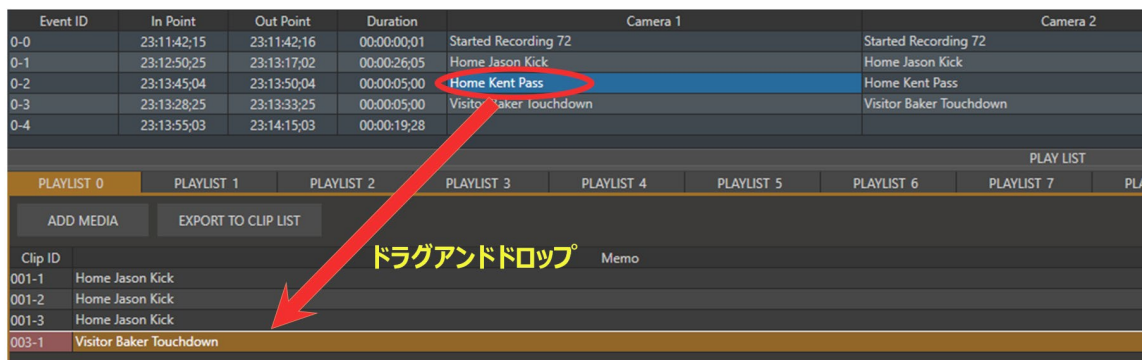 Event ID In Point Out Point Duration Camera 1 Camera 2
0-0 23:11:42;15 23:11:42;16 00:00:00;01 Started Recording 72 Started Recording 72
0-1 23:12:50;25 23:13:17;02 00:00:26;05 Home Jason Kick Home Jason Kick
0-2 23:13:45;04 23:13:50;04 00:00:05;00 Home Kent Pass Home Kent Pass
0-3 23:13:28;25 23:13:33;25 00:00:05;00 Visitor Baker Touchdown Visitor Baker Touchdown
0-4 23:13:55;03 23:14:15;03 00:00:19;28
PLAY LIST
PLAYLIST 0 PLAYLIST 1 PLAYLIST 2 PLAYLIST 3 PLAYLIST 4 PLAYLIST 5 PLAYLIST 6 PLAYLIST 7
ADD MEDIA EXPORT TO CLIP LIST
ドラグアンドドロップ
Clip ID Memo
001-1 Home Jason Kick
001-2 Home Jason Kick
001-3 Home Jason Kick
003-1 Visitor Baker Touchdown